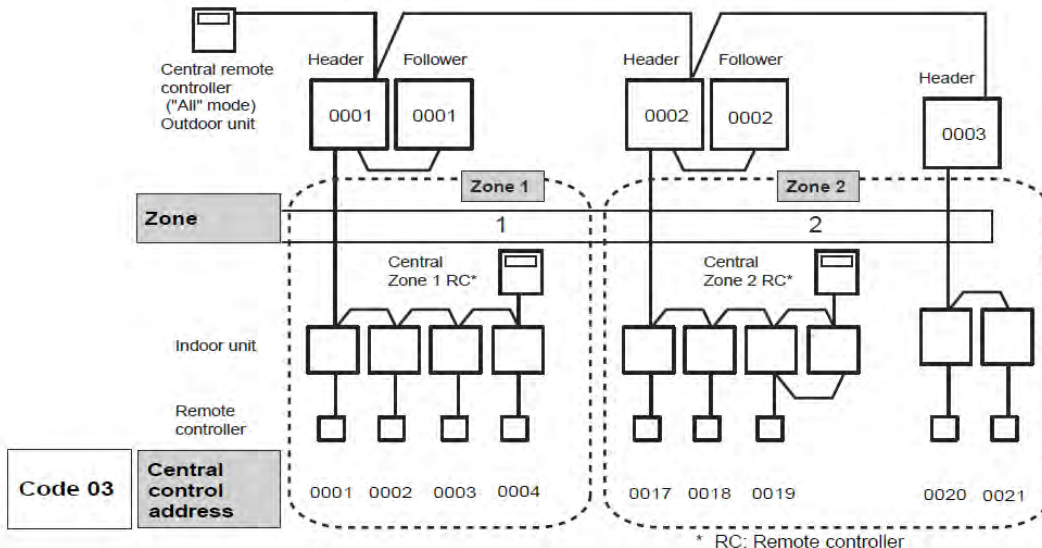 Central remote
controller
("All" mode)
Outdoor unit
Header
Follower
0001
0001
Header
Follower
0002
0002
Header
0003
Zone 1
Zone 2
Zone
1
2
Central
Zone 1 RC*
Central
Zone 2 RC*
Indoor unit
Remote
controller
Code 03
Central
control
address
0001 0002 0003 0004
0017 0018 0019
0020 0021
* RC: Remote controller